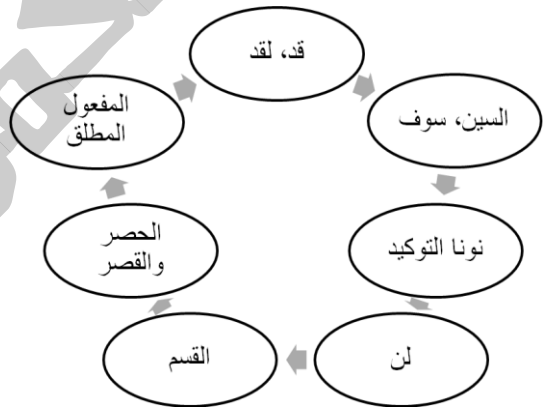 قد، لقد
السين، سوف
نونا التوكيد
لن
القسم
الحصر
والقصر
المفعول
المطلق